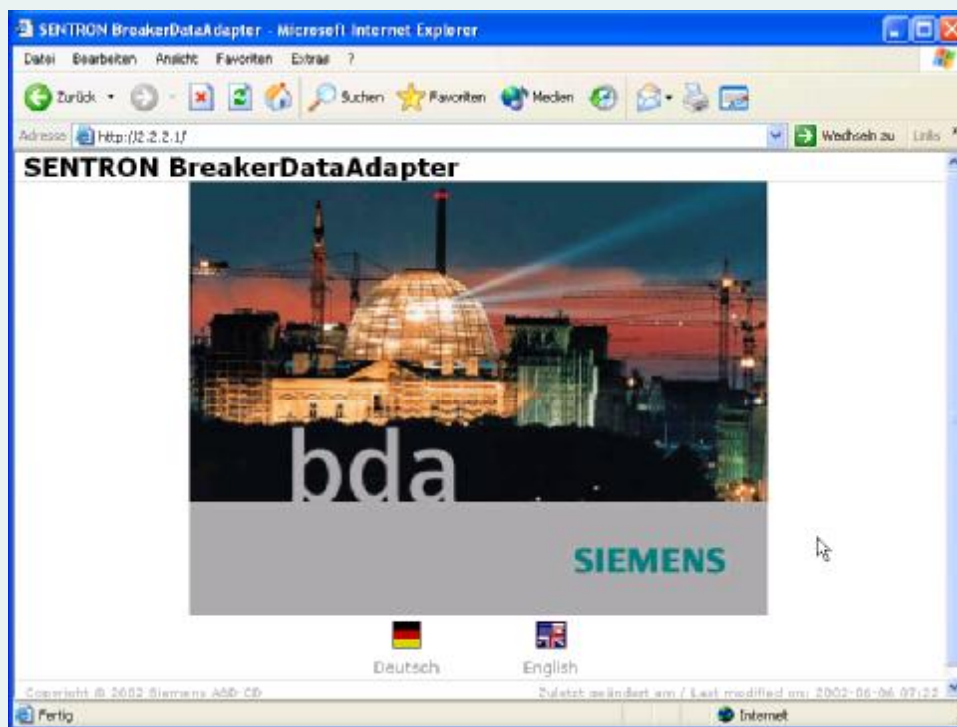 SENTRON BreakerDataAdapter - Microsoft Internet Explorer
Datei Bearbeiten Ansicht Favoriten Extras ?
Zurück Suchen Favoriten Medien
Adresse http://2.2.2.1/ Wechseln zu Links »
SENTRON BreakerDataAdapter
bda
SIEMENS
Deutsch English
Copyright © 2002 Siemens A&D CD Zuletzt geändert am / Last modified on: 2002-06-06 07:22
Fertig Internet